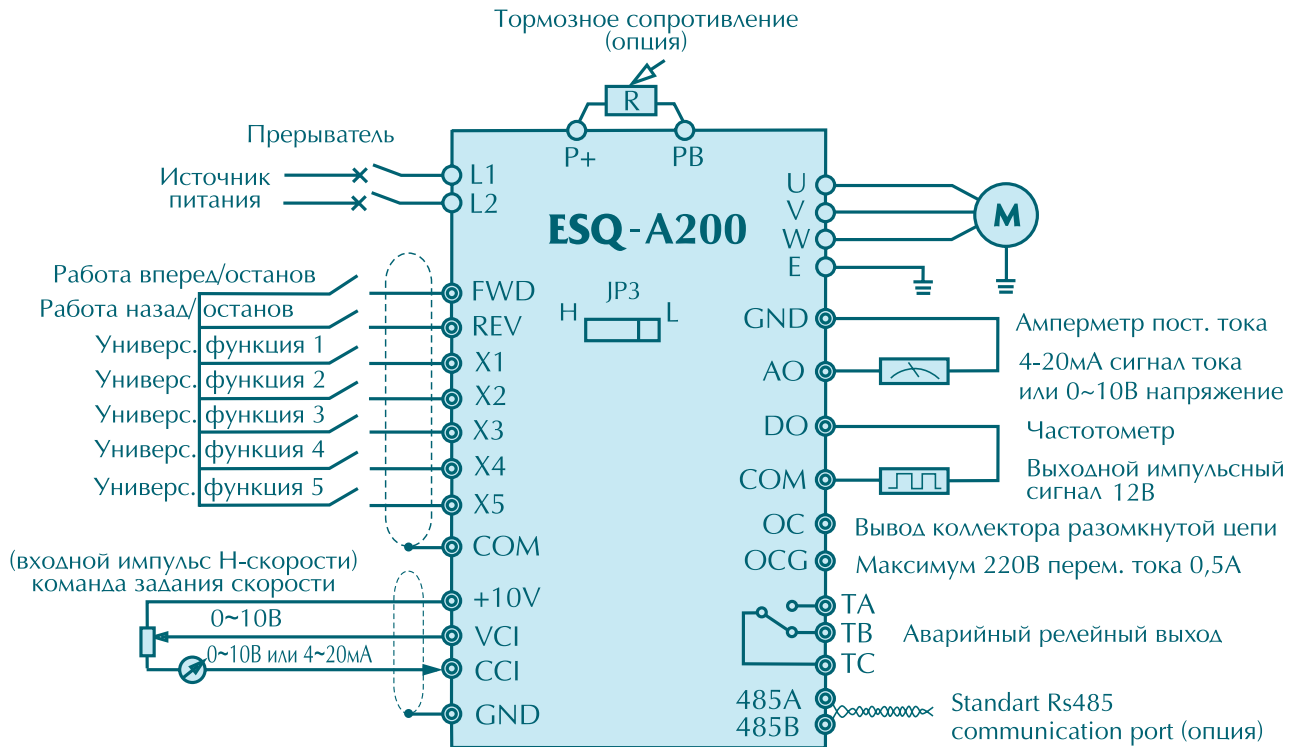 Тормозное сопротивление
(опция)
R
P+
PB
Прерыватель
Источник
питания
L1
L2
ESQ-A200
JP3
H
L
U
V
W
E
M
Работа вперед/останов
Работа назад/останов
Универс. функция 1
Универс. функция 2
Универс. функция 3
Универс. функция 4
Универс. функция 5
FWD
REV
X1
X2
X3
X4
X5
COM
(входной импульс Н-скорости)
команда задания скорости
0~10В
0~10В или 4~20мА
+10V
VCI
CCI
GND
GND
Амперметр пост. тока
AO
4-20мА сигнал тока
или 0~10В напряжение
DO
Частотометр
COM
Выходной импульсный
сигнал 12В
OC
Вывод коллектора разомкнутой цепи
OCG
Максимум 220В перем. тока 0,5А
TA
TB
Аварийный релейный выход
TC
485A
485B
Standart Rs485
communication port (опция)